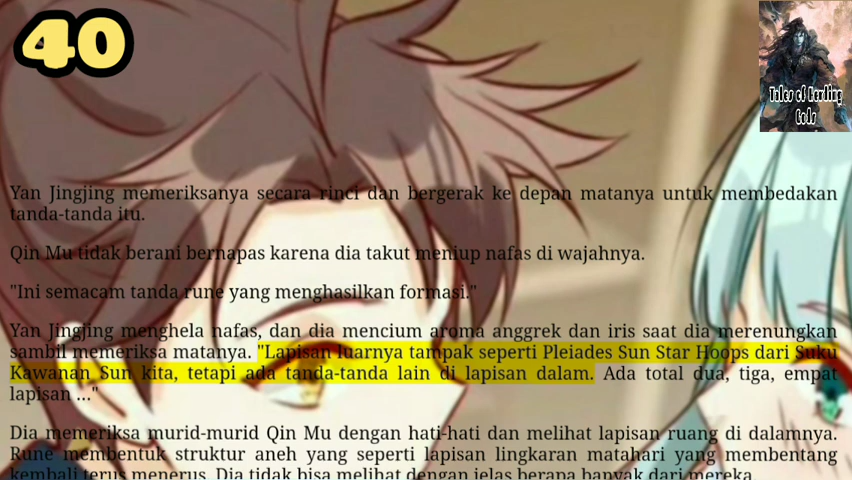 40
Tales of Herding
Gods
Yan Jingjing memeriksanya secara rinci dan bergerak ke depan matanya untuk membedakan
tanda-tanda itu.
Qin Mu tidak berani bernapas karena dia takut meniup nafas di wajahnya.
"Ini semacam tanda rune yang menghasilkan formasi."
Yan Jingjing menghela nafas, dan dia mencium aroma anggrek dan iris saat dia merenungkan
sambil memeriksa matanya. "Lapisan luarnya tampak seperti Pleiades Sun Star Hoops dari Suku
Kawanan Sun kita, tetapi ada tanda-tanda lain di lapisan dalam. Ada total dua, tiga, empat
lapisan ..."
Dia memeriksa murid-murid Qin Mu dengan hati-hati dan melihat lapisan ruang di dalamnya.
Rune membentuk struktur aneh yang seperti lapisan lingkaran matahari yang membentang
kembali terus menerus. Dia tidak bisa melihat dengan jelas berapa banyak dari mereka